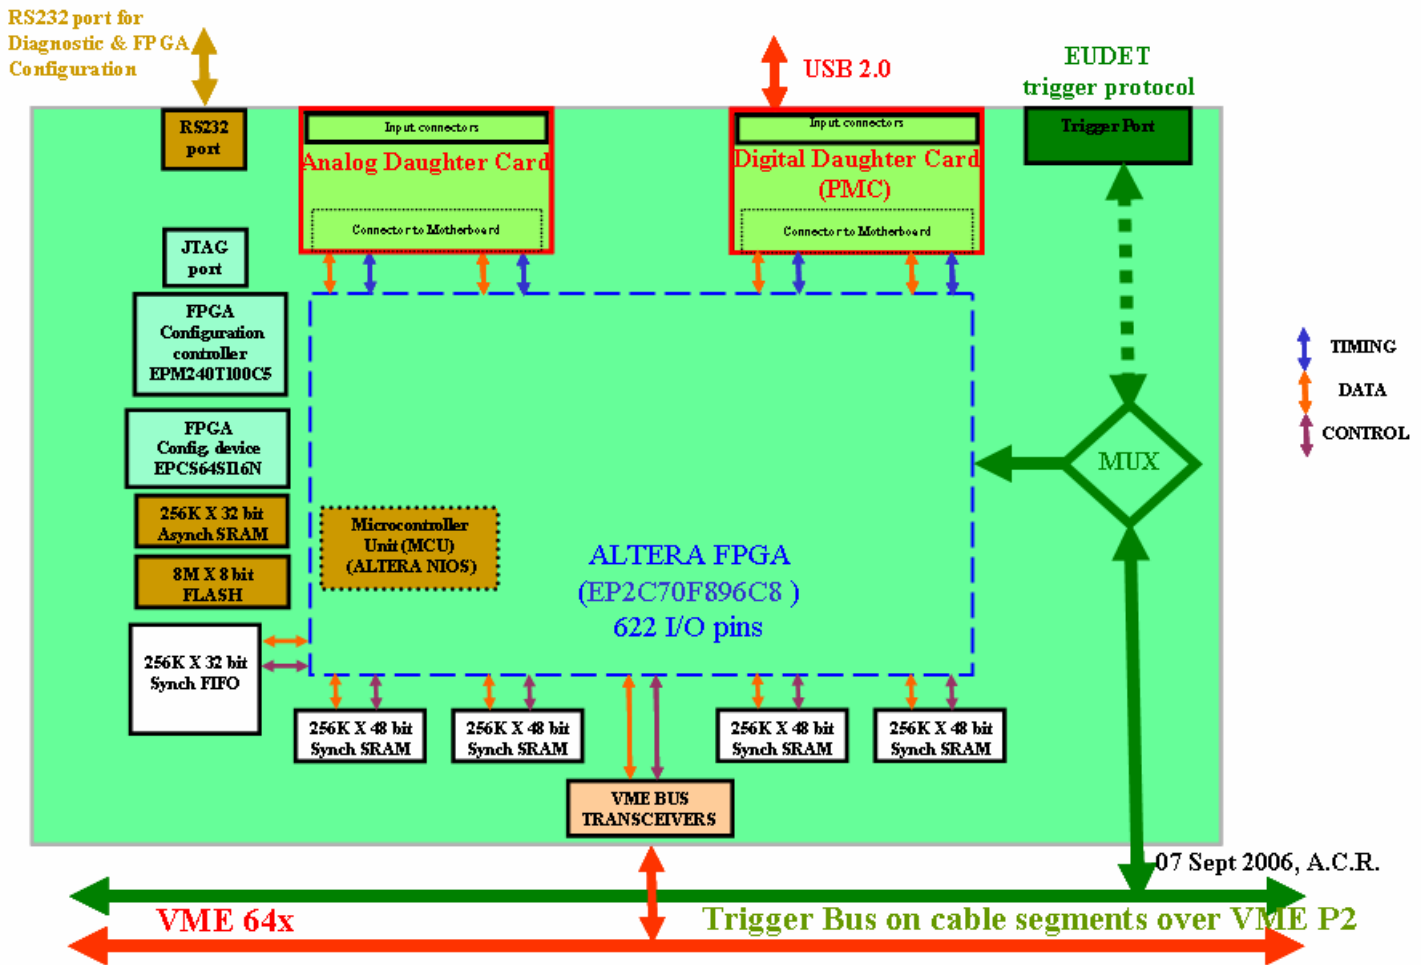 RS232 port for
Diagnostic & FPGA
Configuration
USB 2.0
EUDET
trigger protocol
RS232
port
Input connectors
Analog Daughter Card
Connector to Motherboard
Input connectors
Digital Daughter Card
(PMC)
Connector to Motherboard
Trigger Port
JTAG
port
FPGA
Configuration
controller
EPM240T100C5
FPGA
Config. device
EPCS64SI16N
256K X 32 bit
Asynch SRAM
8M X 8 bit
FLASH
256K X 32 bit
Synch FIFO
Microcontroller
Unit (MCU)
(ALTERA NIOS)
ALTERA FPGA
(EP2C70F896C8 )
622 I/O pins
MUX
TIMING
DATA
CONTROL
256K X 48 bit
Synch SRAM
256K X 48 bit
Synch SRAM
256K X 48 bit
Synch SRAM
256K X 48 bit
Synch SRAM
VME BUS
TRANSCEIVERS
07 Sept 2006, A.C.R.
VME 64x
Trigger Bus on cable segments over VME P2